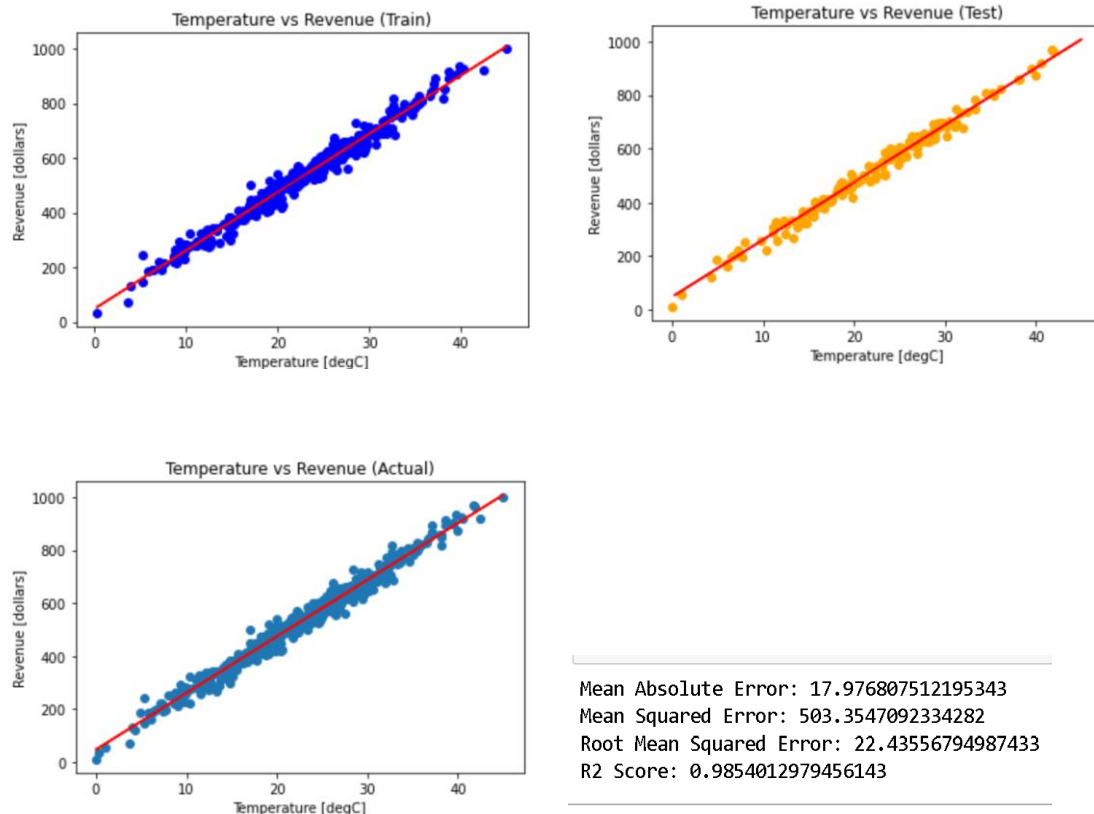 Temperature vs Revenue (Train)
1000
800
600
400
200
0
Revenue [dollars]
0 10 20 30 40
Temperature [degC]
Temperature vs Revenue (Test)
1000
800
600
400
200
0
Revenue [dollars]
0 10 20 30 40
Temperature [degC]
Temperature vs Revenue (Actual)
1000
800
600
400
200
0
Revenue [dollars]
0 10 20 30 40
Temperature [degC]
Mean Absolute Error: 17.976807512195343
Mean Squared Error: 503.3547092334282
Root Mean Squared Error: 22.43556794987433
R2 Score: 0.9854012979456143